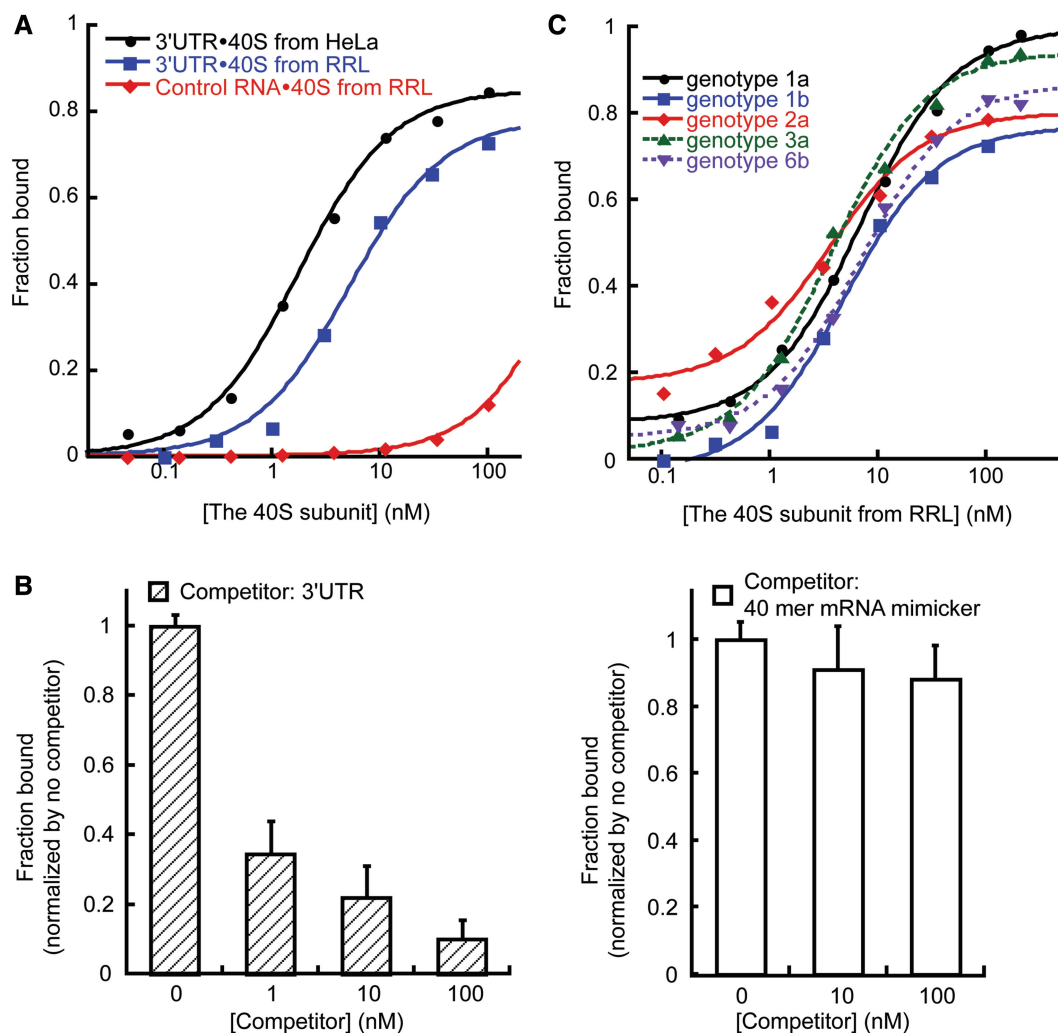 A
3'UTR•40S from HeLa
3'UTR•40S from RRL
Control RNA•40S from RRL
Fraction bound
1
0.8
0.6
0.4
0.2
0
0.1
1
10
100
[The 40S subunit] (nM)
C
genotype 1a
genotype 1b
genotype 2a
genotype 3a
genotype 6b
Fraction bound
1
0.8
0.6
0.4
0.2
0
0.1
1
10
100
[The 40S subunit from RRL] (nM)
B
Competitor: 3'UTR
Fraction bound
(normalized by no competitor)
1
0.8
0.6
0.4
0.2
0
0
1
10
100
[Competitor] (nM)
Competitor:
40 mer mRNA mimicker
Fraction bound
(normalized by no competitor)
1
0.8
0.6
0.4
0.2
0
0
10
100
[Competitor] (nM)